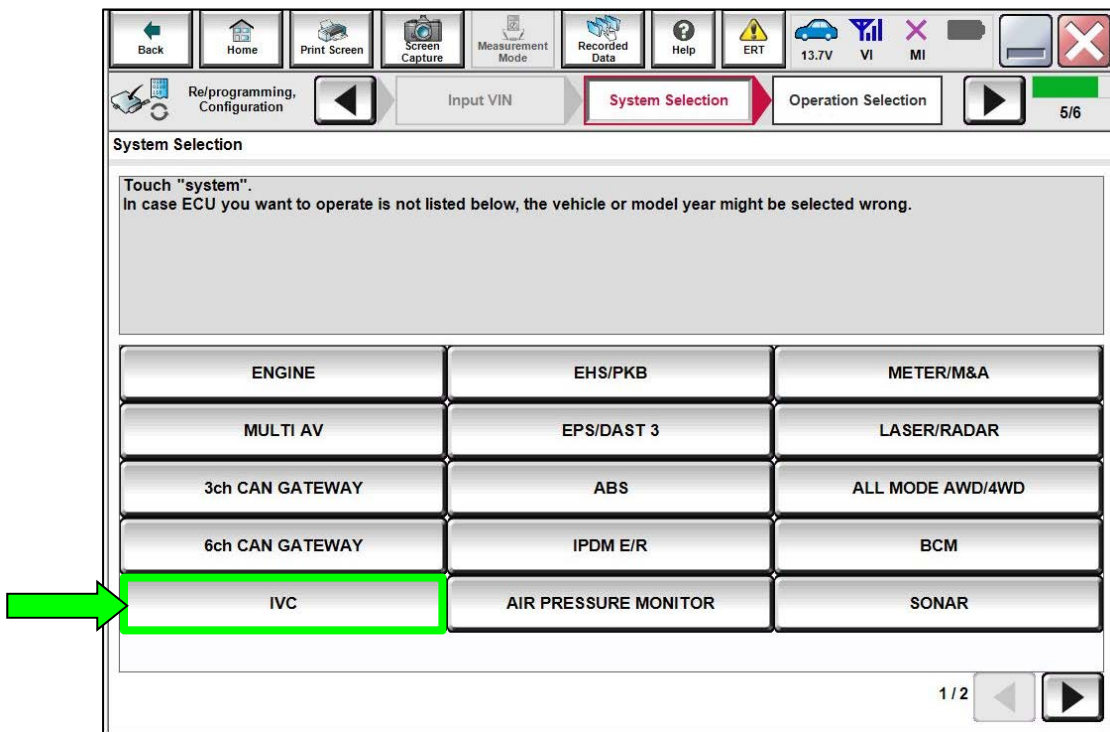 Back
Home
Print Screen
Screen
Capture
Measurement
Mode
Recorded
Data
Help
ERT
13.7V
VI
MI
Re/programming,
Configuration
Input VIN
System Selection
Operation Selection
5/6
System Selection
Touch "system".
In case ECU you want to operate is not listed below, the vehicle or model year might be selected wrong.
ENGINE
EHS/PKB
METER/M&A
MULTI AV
EPS/DAST 3
LASER/RADAR
3ch CAN GATEWAY
ABS
ALL MODE AWD/4WD
6ch CAN GATEWAY
IPDM E/R
BCM
IVC
AIR PRESSURE MONITOR
SONAR
1 / 2